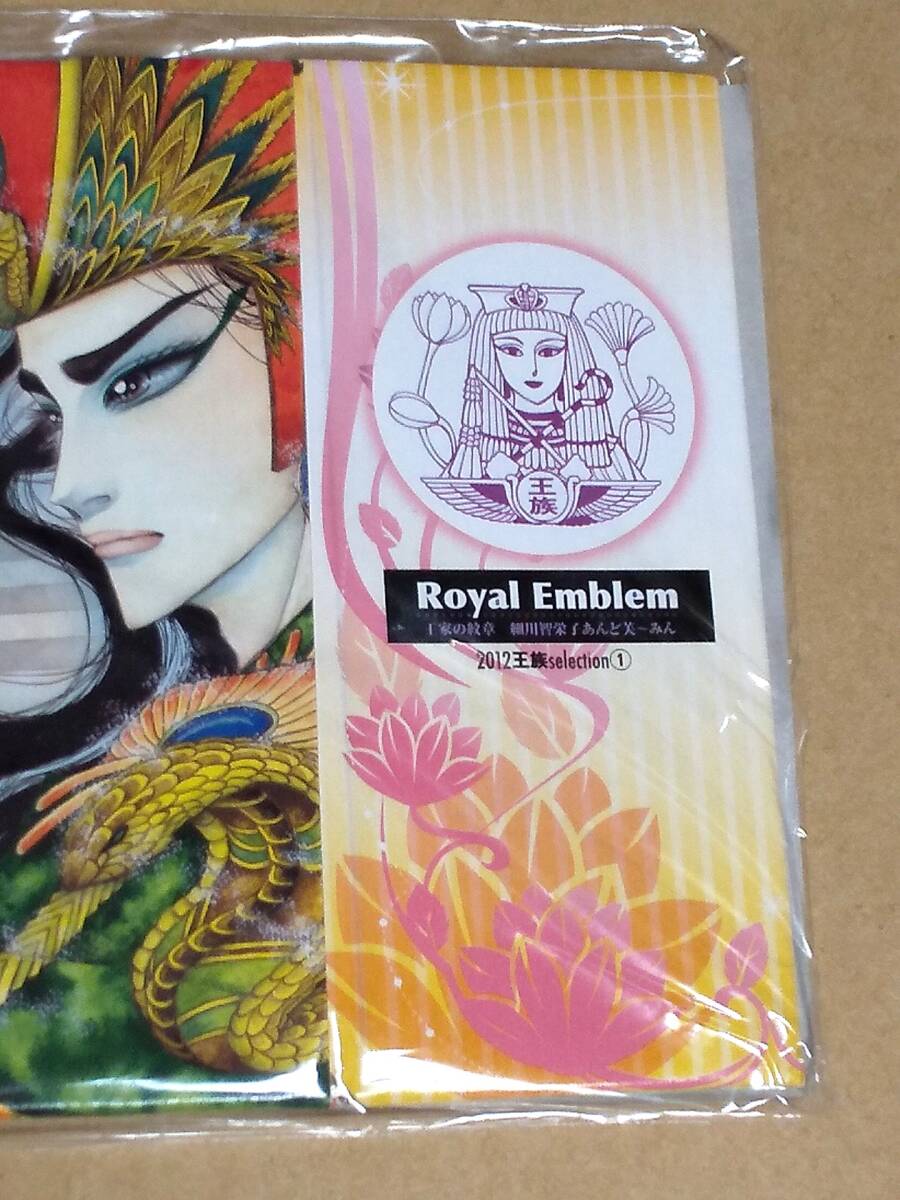 王
族
Royal Emblem
王家の紋章 細川智栄子あんど芙~みん
2012王族selection①